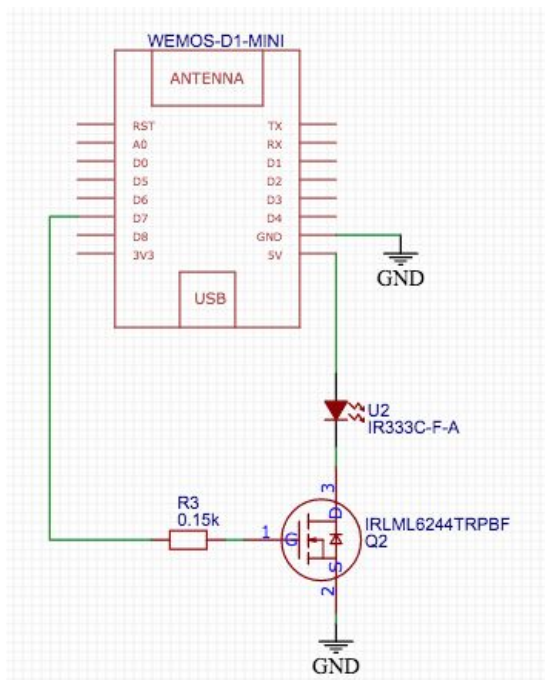 WEMOS-D1-MINI
ANTENNA
RST TX
A0 RX
D0 D1
D5 D2
D6 D3
D7 D4
D8 GND
3V3 5V
USB
GND
U2
IR333C-F-A
R3
0.15k
3
D
IRLML6244TRPBF
1
G
Q2
S
2
GND